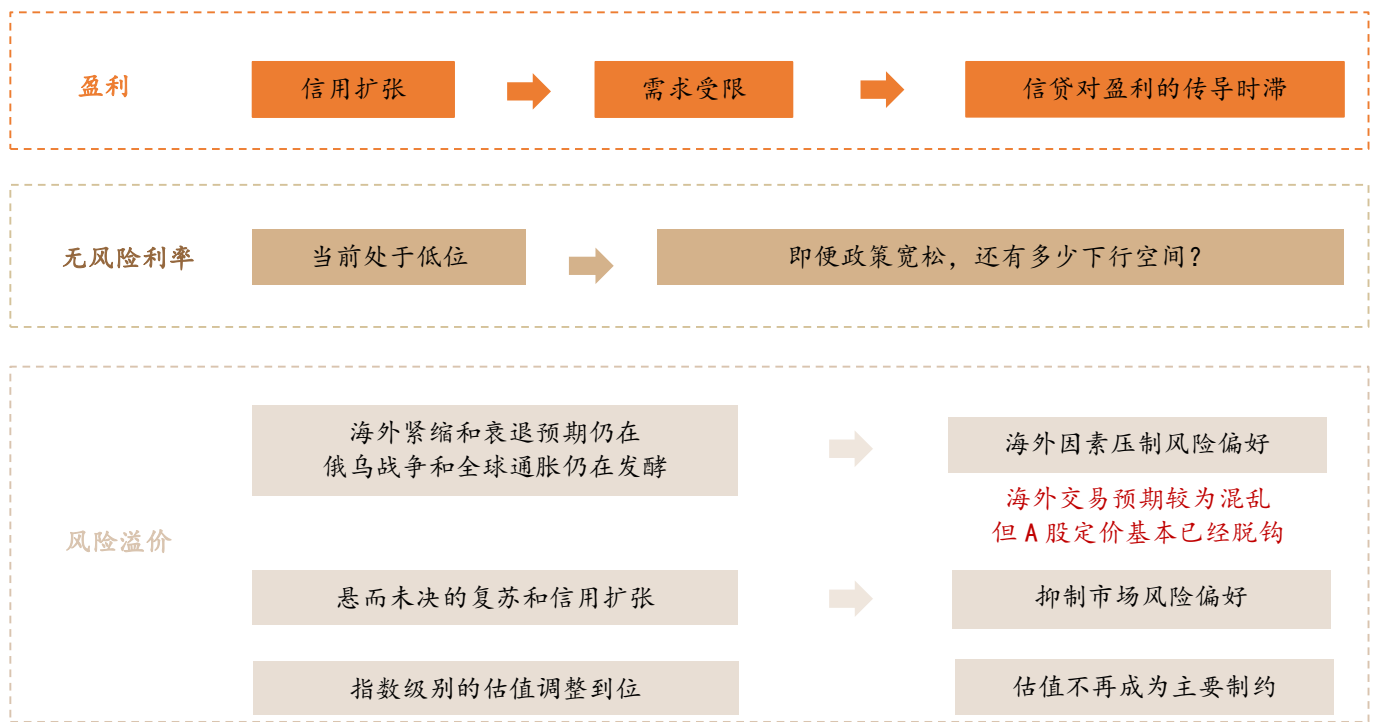 盈利
信用扩张
需求受限
信贷对盈利的传导时滞
无风险利率
当前处于低位
即便政策宽松，还有多少下行空间？
风险溢价
海外紧缩和衰退预期仍在
俄乌战争和全球通胀仍在发酵
海外因素压制风险偏好
海外交易预期较为混乱
但 A 股定价基本已经脱钩
悬而未决的复苏和信用扩张
抑制市场风险偏好
指数级别的估值调整到位
估值不再成为主要制约